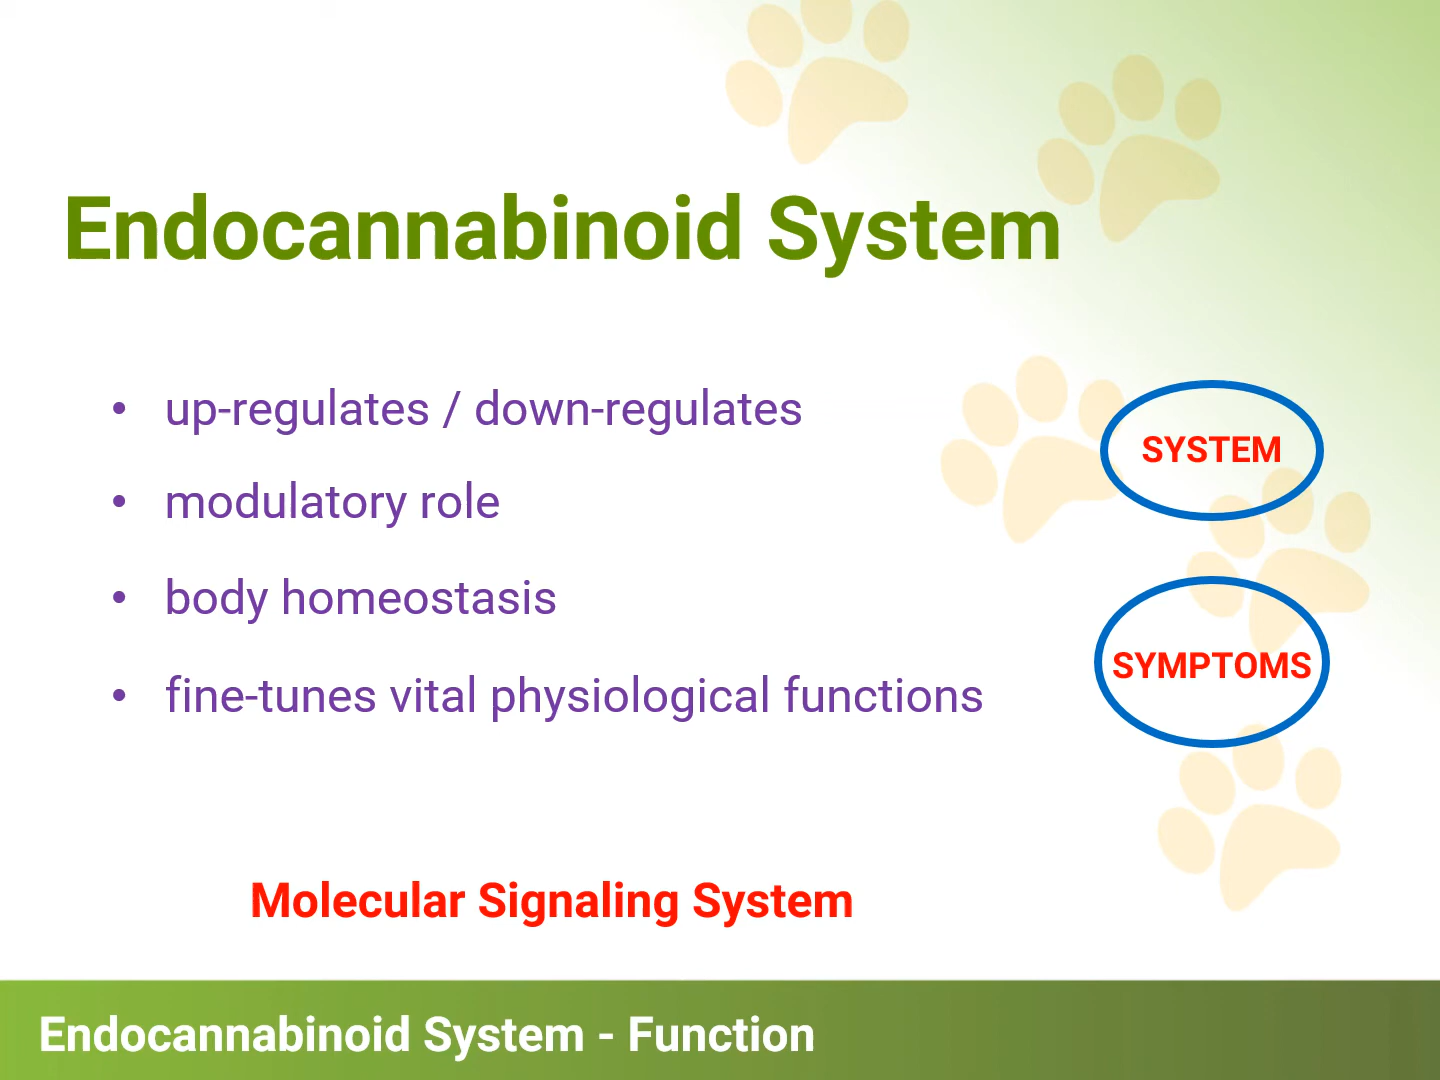 Endocannabinoid System
• up-regulates / down-regulates
• modulatory role
• body homeostasis
• fine-tunes vital physiological functions
SYSTEM
SYMPTOMS
Molecular Signaling System
Endocannabinoid System - Function